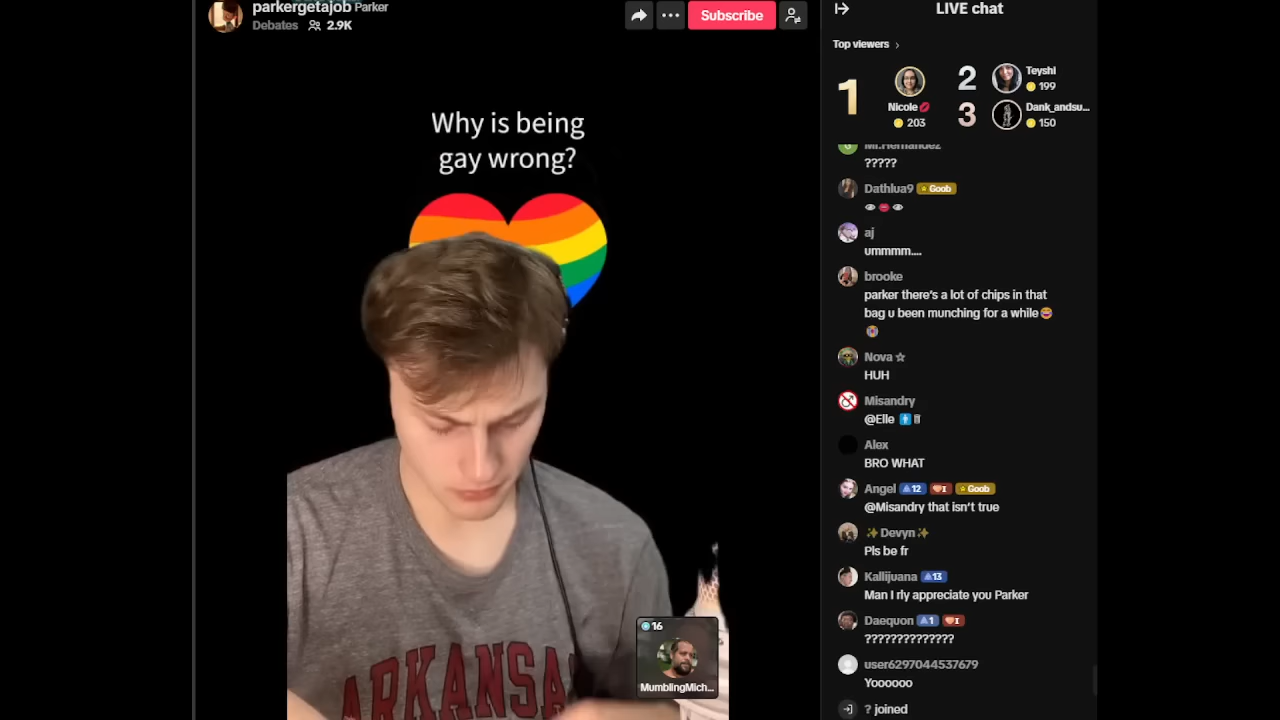 parkergetajob Parker
Debates 2.9K
Subscribe
LIVE chat
Top viewers
1
Nicole
203
2
Teyshi
199
3
Dank_andsu...
150
Why is being
gay wrong?
ARKANSA
16
MumblingMich...
Mr.Hernandez
?????
Dathlua9 Goob
aj
ummmm....
brooke
parker there's a lot of chips in that
bag u been munching for a while
Nova
HUH
Misandry
@Elle
Alex
BRO WHAT
Angel 12 I Goob
@Misandry that isn't true
Devyn
Pls be fr
Kallijuana 13
Man I rly appreciate you Parker
Daequon 1 I
??????????????
user6297044537679
Yoooooo
? joined